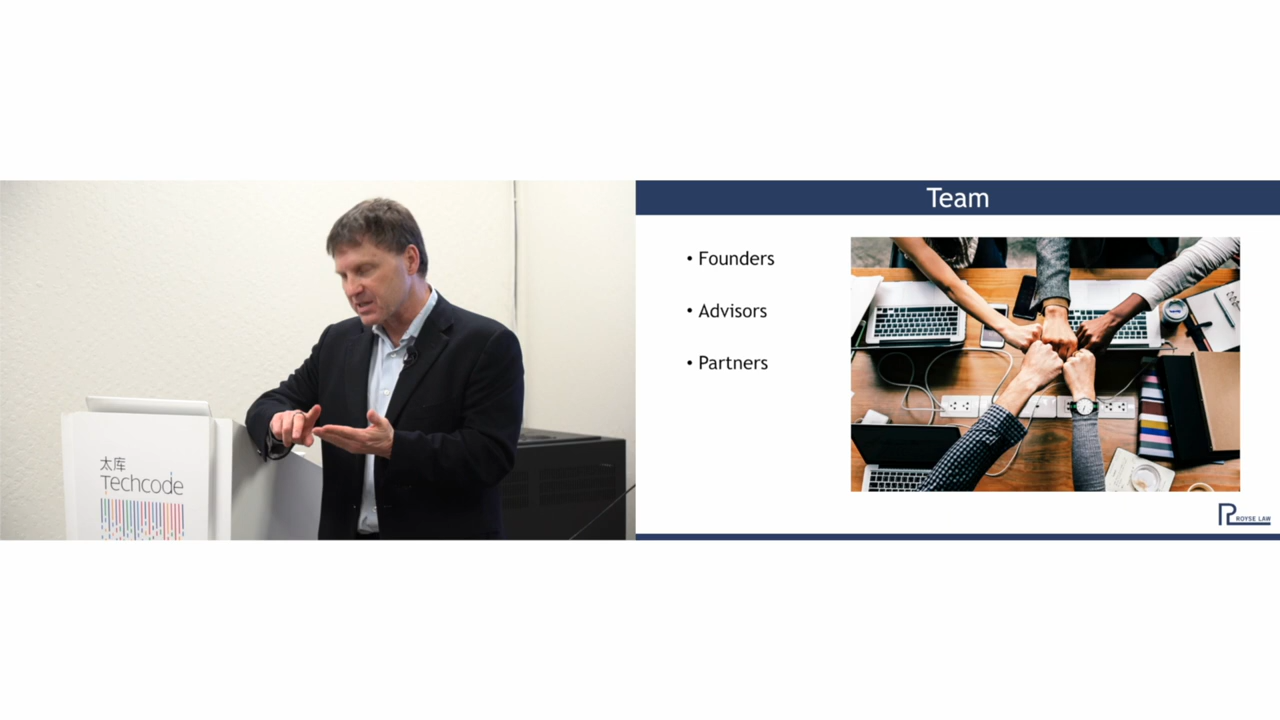 太库
Techcode
Team
• Founders
• Advisors
• Partners
ROYSE LAW